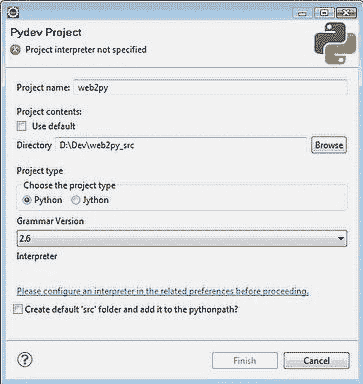 Pydev Project
Project interpreter not specified
Project name: web2py
Project contents:
Use default
Directory D:\Dev\web2py_src Browse
Project type
Choose the project type
Python Jython
Grammar Version
2.6
Interpreter
Please configure an interpreter in the related preferences before proceeding.
Create default 'src' folder and add it to the pythonpath?
? Finish Cancel